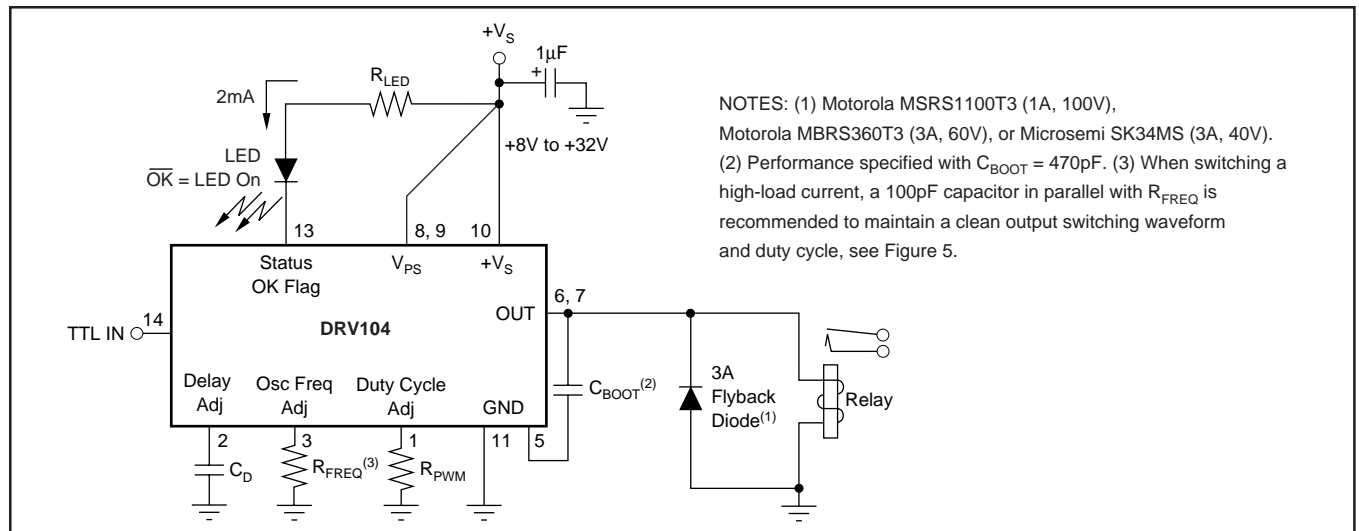 +V_S
1μF
+
R_LED
2mA
+8V to +32V
LED
OK = LED On
13
8, 9
10
Status
OK Flag
V_PS
+V_S
6, 7
OUT
DRV104
14
TTL IN
Delay
Adj
Osc Freq
Adj
Duty Cycle
Adj
GND
2
3
1
11
5
C_D
R_FREQ(3)
R_PWM
C_BOOT(2)
3A
Flyback
Diode(1)
Relay
NOTES: (1) Motorola MSRS1100T3 (1A, 100V),
Motorola MBRS360T3 (3A, 60V), or Microsemi SK34MS (3A, 40V).
(2) Performance specified with C_BOOT = 470pF. (3) When switching a
high-load current, a 100pF capacitor in parallel with R_FREQ is
recommended to maintain a clean output switching waveform
and duty cycle, see Figure 5.